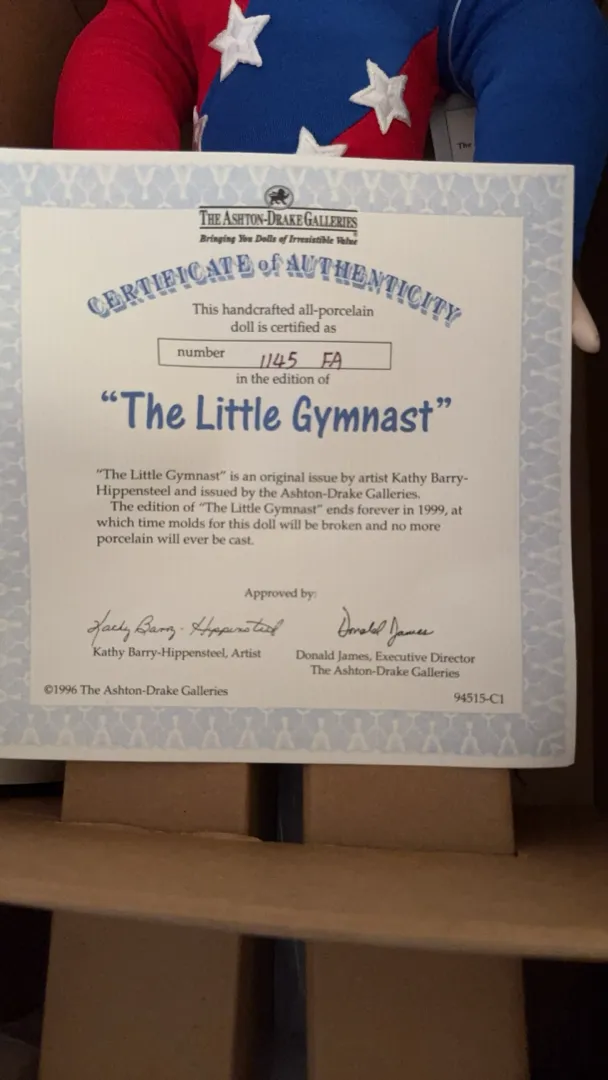 The
THE ASHTON-DRAKE GALLERIES
Bringing You Dolls of Irresistible Value
CERTIFICATE of AUTHENTICITY
This handcrafted all-porcelain
doll is certified as
number 1145 FA
in the edition of
“The Little Gymnast”
"The Little Gymnast" is an original issue by artist Kathy Barry-
Hippensteel and issued by the Ashton-Drake Galleries.
The edition of "The Little Gymnast" ends forever in 1999, at
which time molds for this doll will be broken and no more
porcelain will ever be cast.
Approved by:
Kathy Barry-Hippensteel Donald James
Kathy Barry-Hippensteel, Artist
Donald James, Executive Director
The Ashton-Drake Galleries
©1996 The Ashton-Drake Galleries
94515-C1